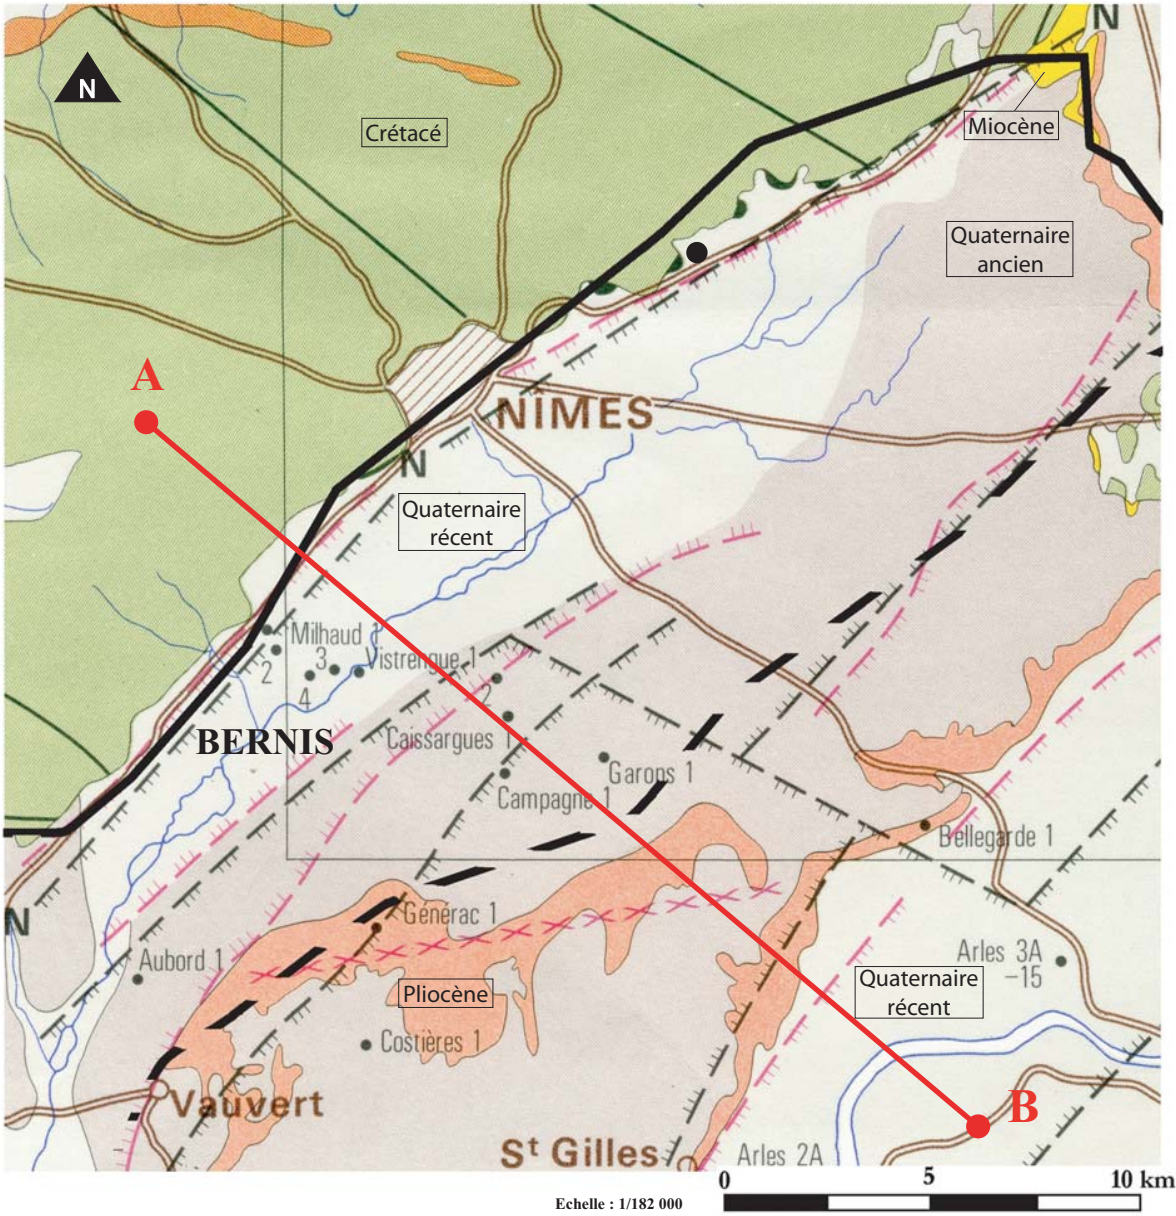 N
N
Crétacé
Miocène
Quaternaire
ancien
A
NÎMES
N
Quaternaire
récent
Milhaud 1
2
3
4
Vistrenque 1
2
BERNIS
Caissargues 1
Garons 1
Campagne 1
Bellegarde 1
N
Générac 1
Aubord 1
Arles 3A
-15
Pliocène
Quaternaire
récent
Costières 1
Vauvert
B
St Gilles
Arles 2A
0 5 10 km
Echelle : 1/182 000